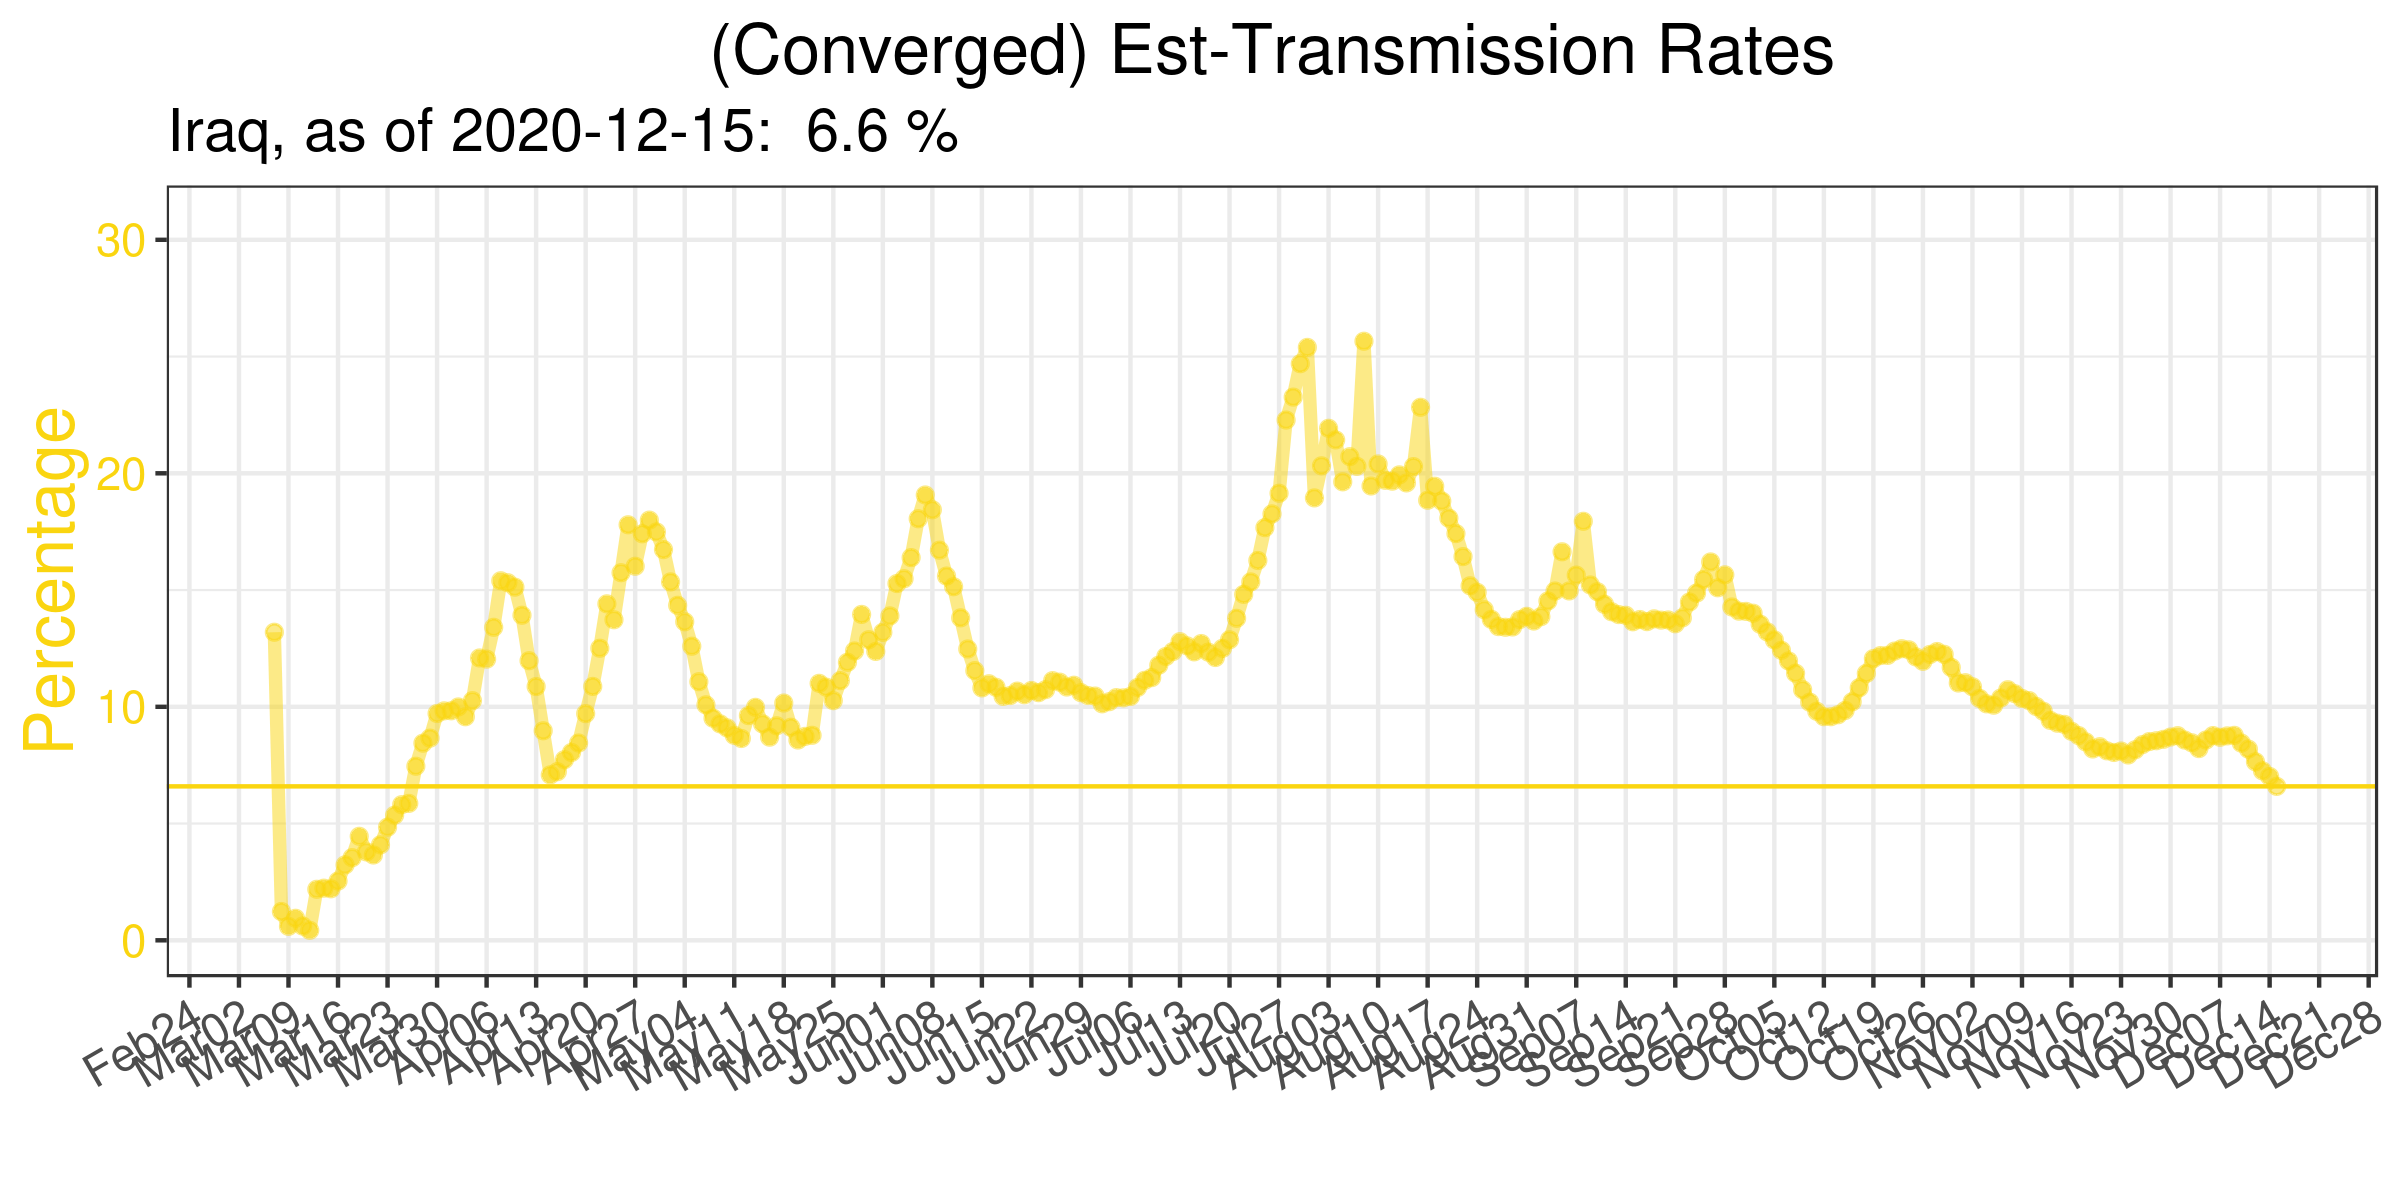 (Converged) Est-Transmission Rates
Iraq, as of 2020-12-15:  6.6 %
Percentage
30
20
10
0
Feb24
Mar02
Mar09
Mar16
Mar23
Mar30
Apr06
Apr13
Apr20
Apr27
May04
May11
May18
May25
Jun01
Jun08
Jun15
Jun22
Jun29
Jul06
Jul13
Jul20
Jul27
Aug03
Aug10
Aug17
Aug24
Aug31
Sep07
Sep14
Sep21
Sep28
Oct05
Oct12
Oct19
Oct26
Nov02
Nov09
Nov16
Nov23
Nov30
Dec07
Dec14
Dec21
Dec28